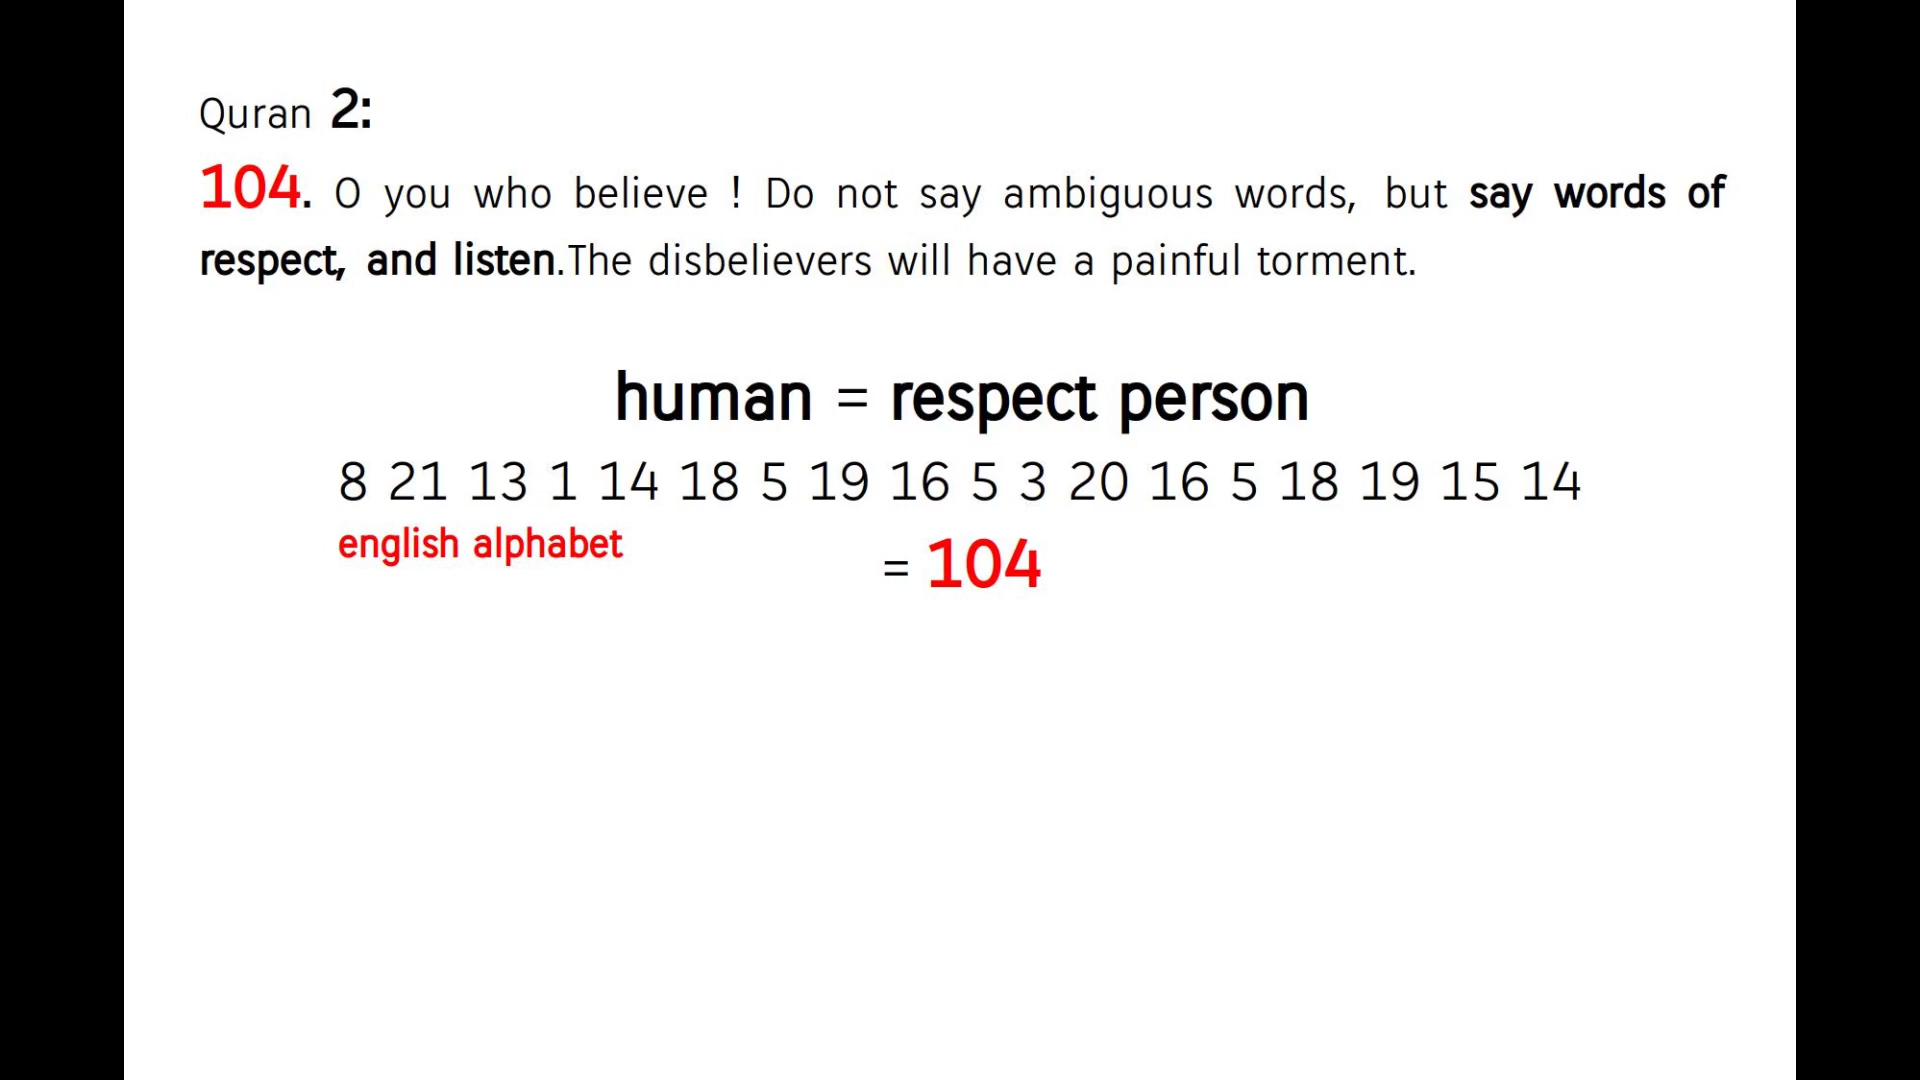 Quran 2:
104. O you who believe ! Do not say ambiguous words, but say words of
respect, and listen.The disbelievers will have a painful torment.
human = respect person
8 21 13 1 14 18 5 19 16 5 3 20 16 5 18 19 15 14
english alphabet
= 104